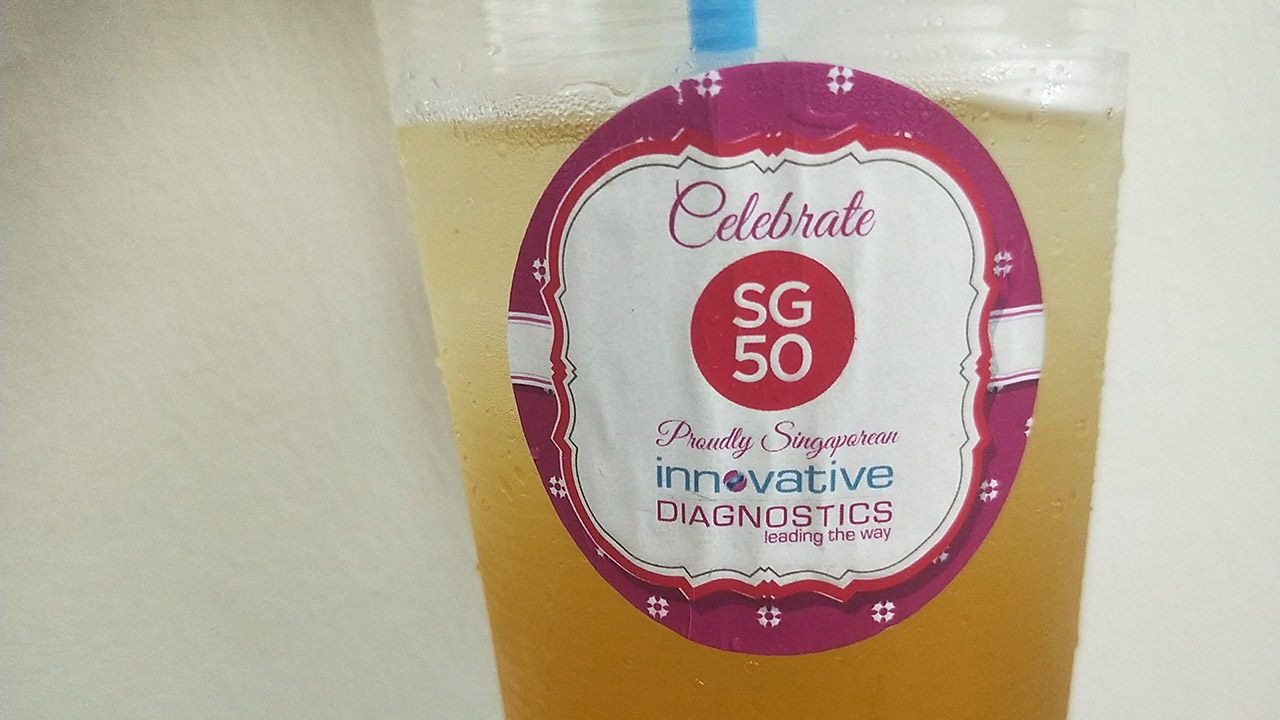 Celebrate
SG
50
Proudly Singaporean
innovative
DIAGNOSTICS
leading the way